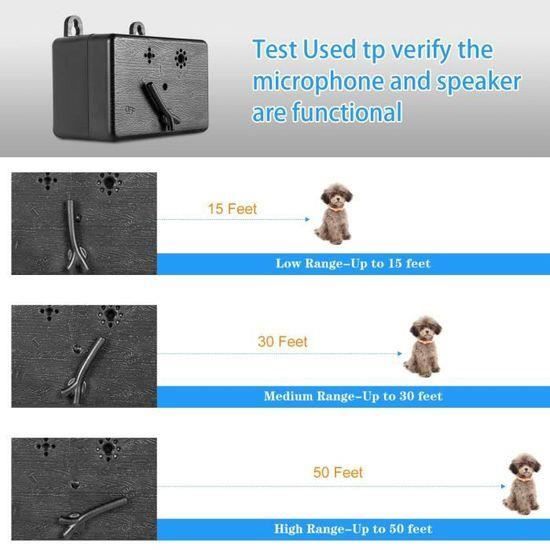 Test Used tp verify the
microphone and speaker
are functional
15 Feet
Low Range-Up to 15 feet
30 Feet
Medium Range-Up to 30 feet
50 Feet
High Range-Up to 50 feet